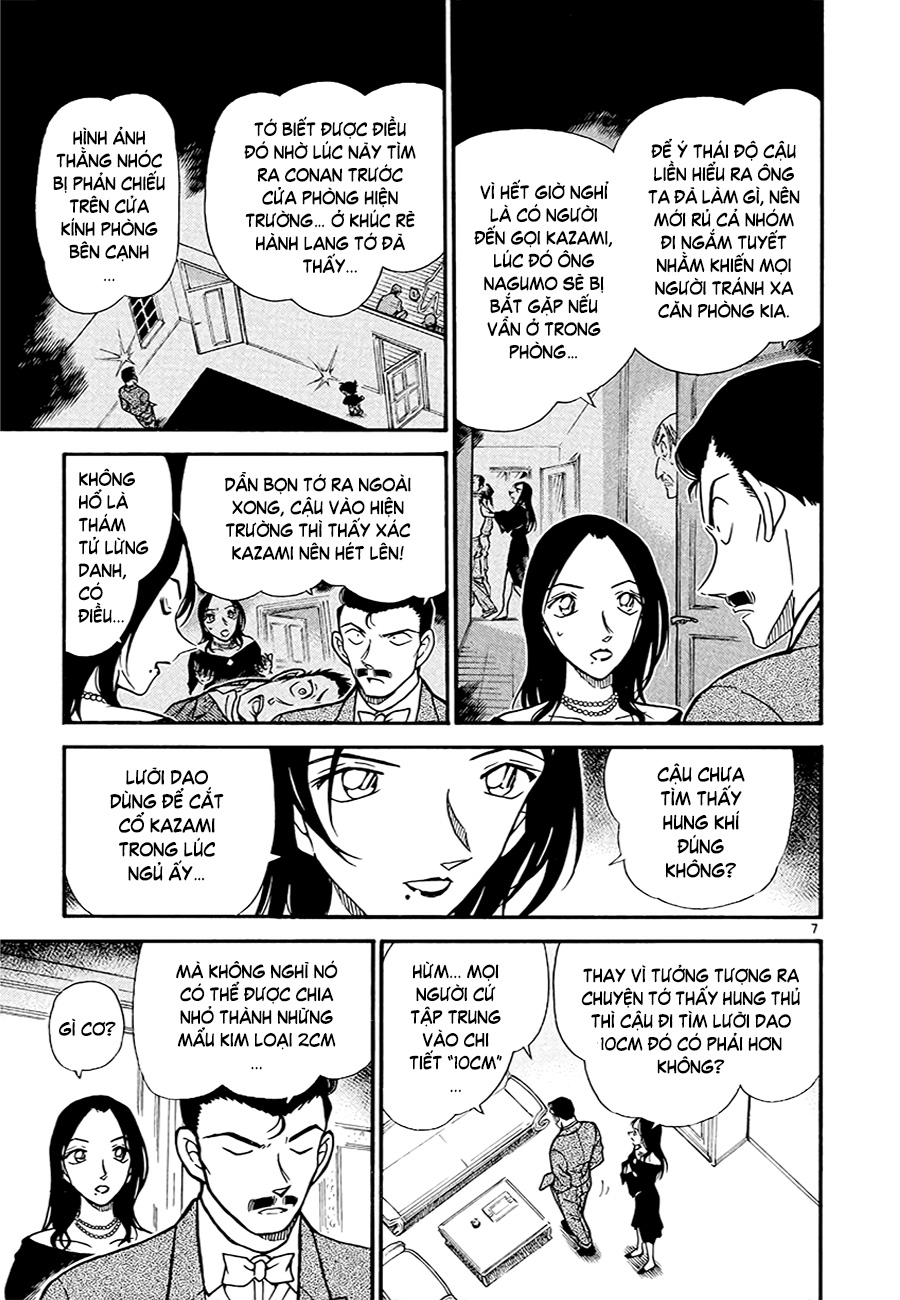 ĐỂ Ý THÁI ĐỘ CẬU
LIỀN HIỂU RA ÔNG
TA ĐÃ LÀM GÌ, NÊN
MỚI RỦ CẢ NHÓM
ĐI NGẮM TUYẾT
NHẰM KHIẾN MỌI
NGƯỜI TRÁNH XA
CĂN PHÒNG KIA.
VÌ HẾT GIỜ NGHỈ
LÀ CÓ NGƯỜI
ĐẾN GỌI KAZAMI,
LÚC ĐÓ ÔNG
NAGUMO SẼ BỊ
BẮT GẶP NẾU
VẨN Ở TRONG
PHÒNG...
TỚ BIẾT ĐƯỢC ĐIỀU
ĐÓ NHỜ LÚC NÃY TÌM
RA CONAN TRƯỚC
CỬA PHÒNG HIỆN
TRƯỜNG... Ở KHÚC RẼ
HÀNH LANG TỚ ĐÃ
THẤY...
HÌNH ẢNH
THẰNG NHÓC
BỊ PHẢN CHIẾU
TRÊN CỬA
KÍNH PHÒNG
BÊN CẠNH
...
DẨN BỌN TỚ RA NGOÀI
XONG, CẬU VÀO HIỆN
TRƯỜNG THÌ THẤY XÁC
KAZAMI NÊN HÉT LÊN!
KHÔNG
HỔ LÀ
THÁM
TỬ LỪNG
DANH,
CÓ
ĐIỀU...
CẬU CHƯA
TÌM THẤY
HUNG KHÍ
ĐÚNG
KHÔNG?
LƯỠI DAO
DÙNG ĐỂ CẮT
CỔ KAZAMI
TRONG LÚC
NGỦ ẤY...
7
THAY VÌ TƯỞNG TƯỢNG RA
CHUYỆN TỚ THẤY HUNG THỦ
THÌ CẬU ĐI TÌM LƯỠI DAO
10CM ĐÓ CÓ PHẢI HƠN
KHÔNG?
HỪM... MỌI
NGƯỜI CỨ
TẬP TRUNG
VÀO CHI
TIẾT "10CM"
...
MÀ KHÔNG NGHĨ NÓ
CÓ THỂ ĐƯỢC CHIA
NHỎ THÀNH NHỮNG
MẨU KIM LOẠI 2CM
...
GÌ CƠ?